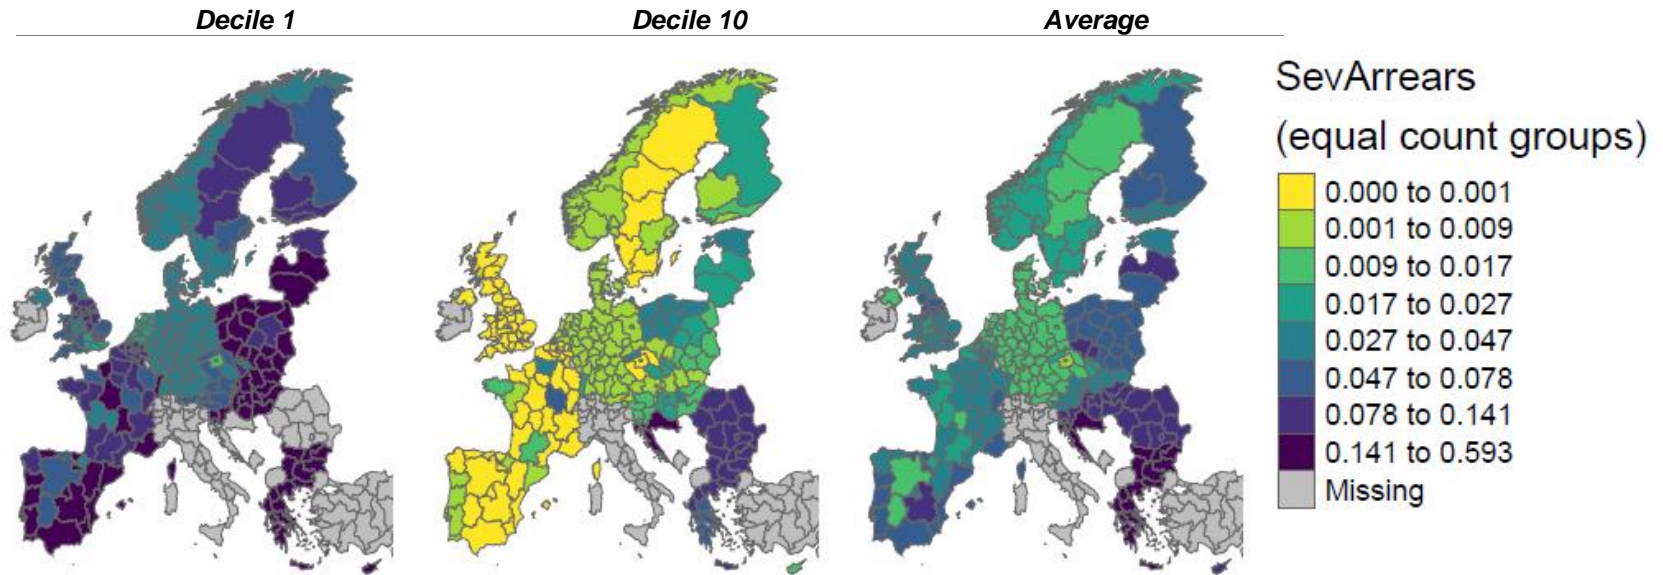 Decile 1 Decile 10 Average
SevArrears
(equal count groups)
0.000 to 0.001
0.001 to 0.009
0.009 to 0.017
0.017 to 0.027
0.027 to 0.047
0.047 to 0.078
0.078 to 0.141
0.141 to 0.593
Missing